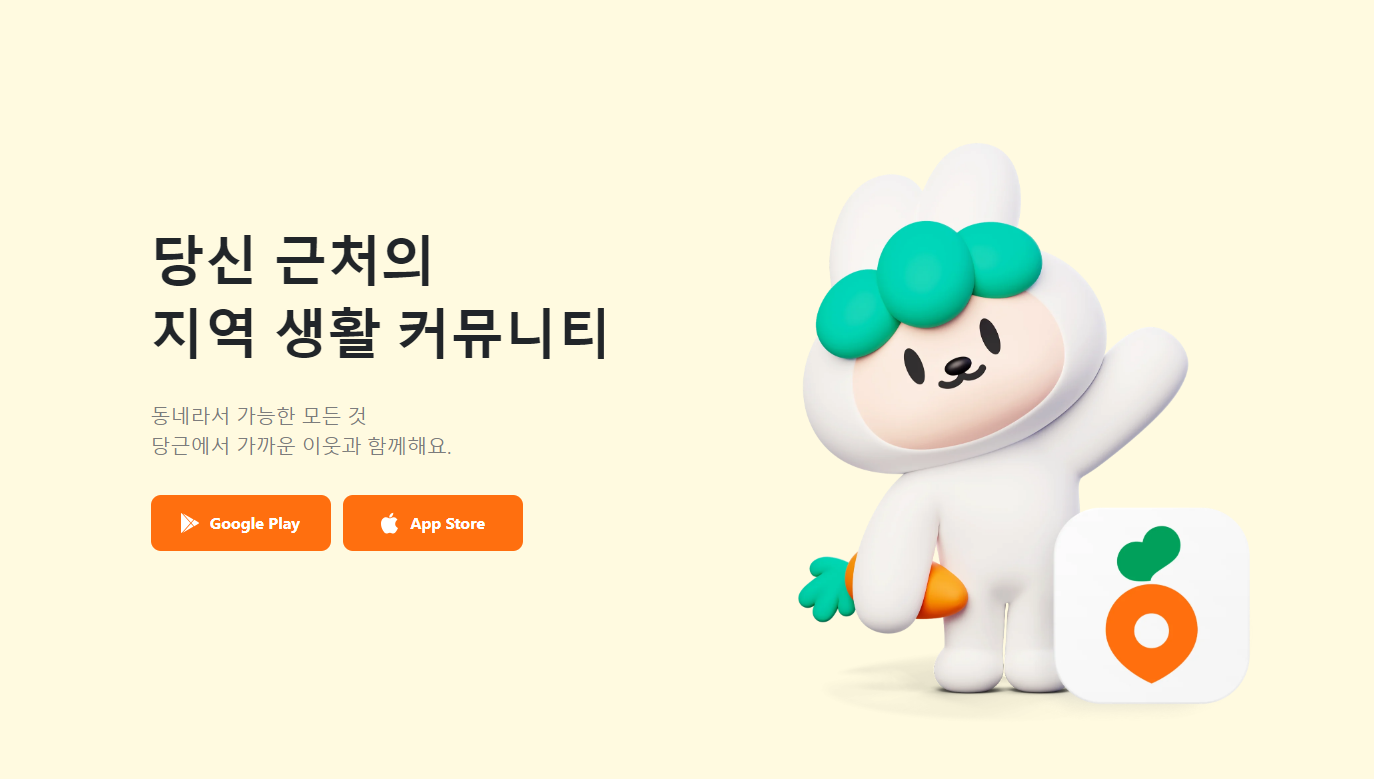 당신 근처의
지역 생활 커뮤니티
동네라서 가능한 모든 것
당근에서 가까운 이웃과 함께해요.
Google Play
App Store